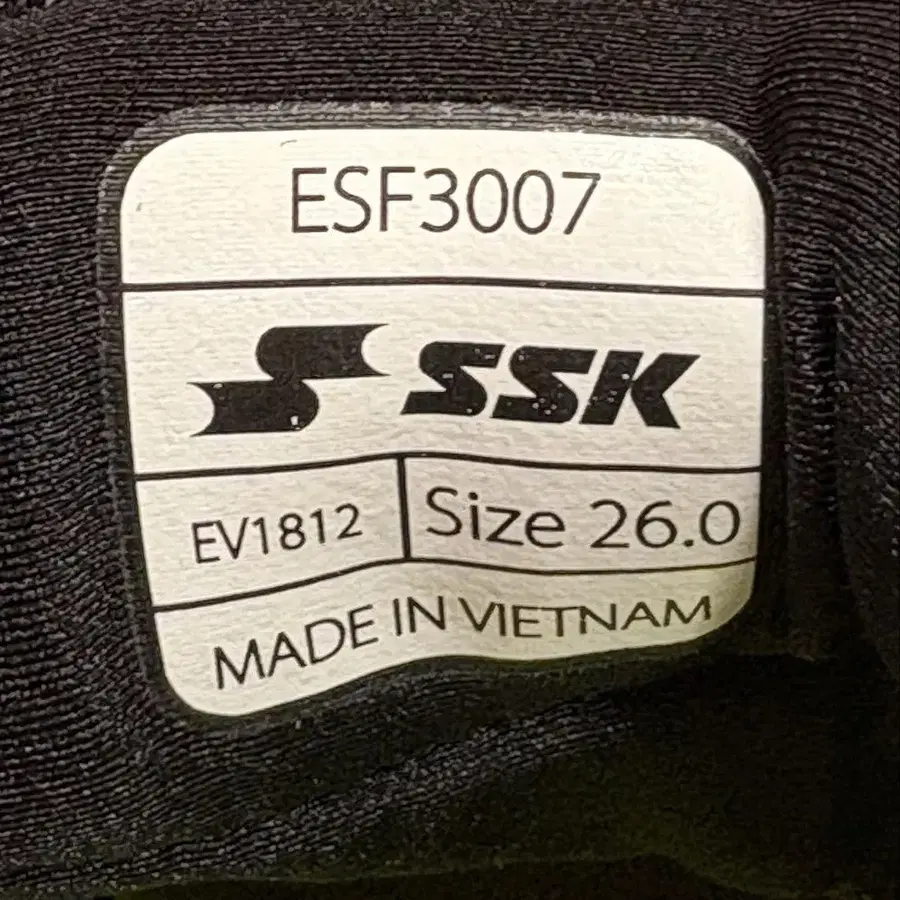 ESF3007
SSK
EV1812 Size 26.0
MADE IN VIETNAM